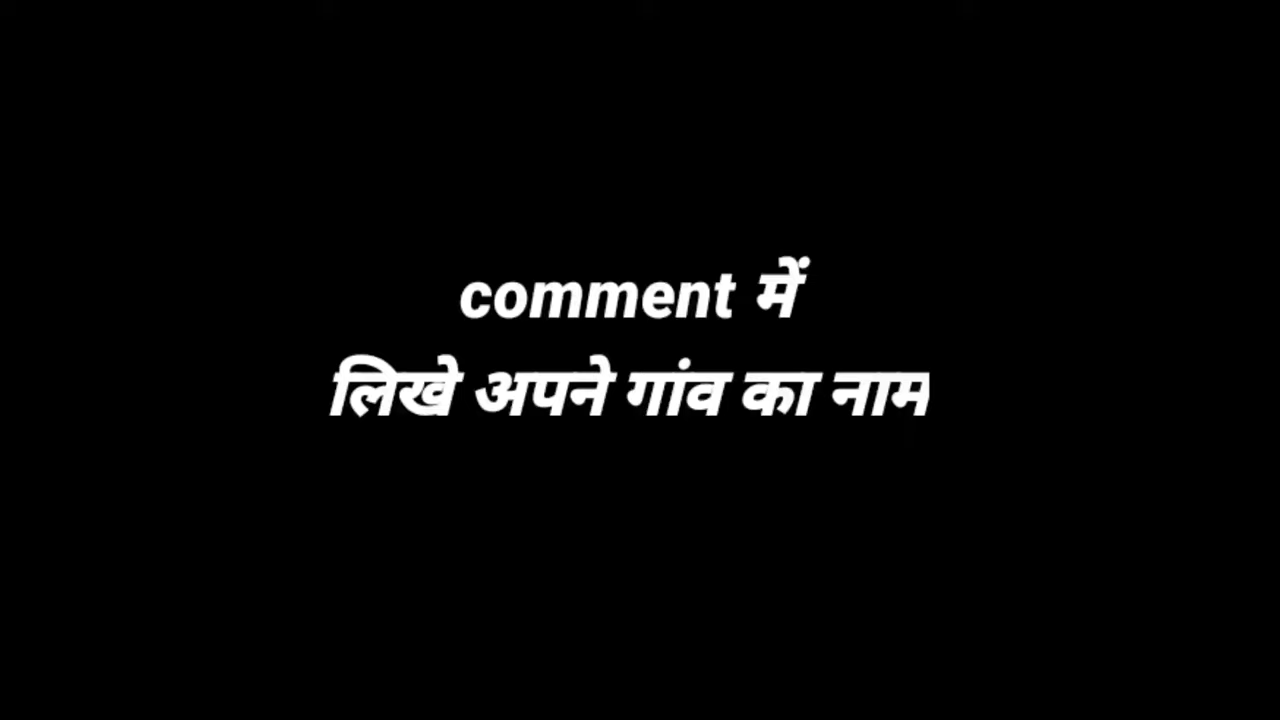 comment में
लिखे अपने गांव का नाम